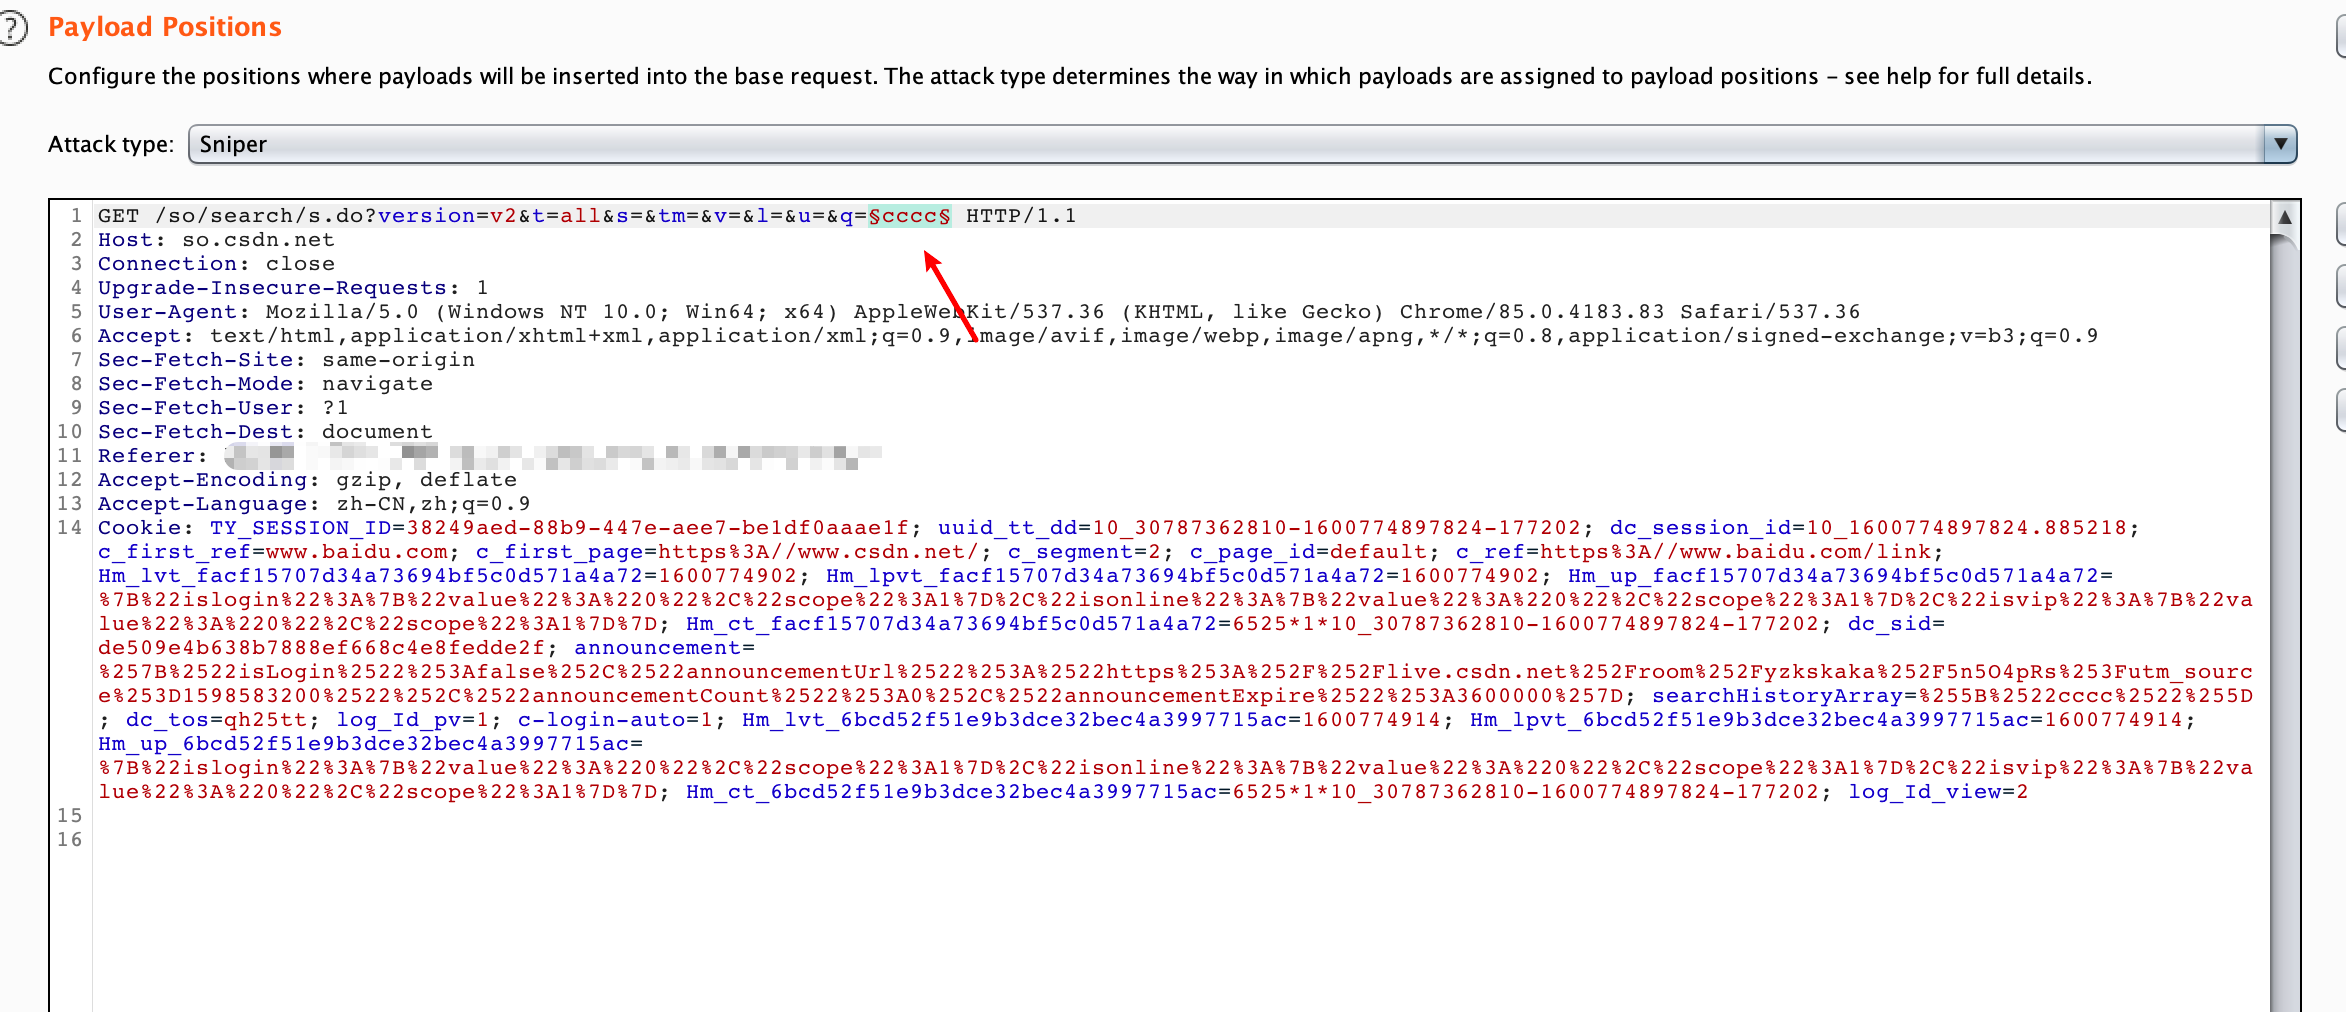 Payload Positions
Configure the positions where payloads will be inserted into the base request. The attack type determines the way in which payloads are assigned to payload positions – see help for full details.
Attack type: Sniper
1 GET /so/search/s.do?version=v2&t=all&s=&tm=&v=&l=&u=&q=§cccc§ HTTP/1.1
2 Host: so.csdn.net
3 Connection: close
4 Upgrade-Insecure-Requests: 1
5 User-Agent: Mozilla/5.0 (Windows NT 10.0; Win64; x64) AppleWebKit/537.36 (KHTML, like Gecko) Chrome/85.0.4183.83 Safari/537.36
6 Accept: text/html,application/xhtml+xml,application/xml;q=0.9,image/avif,image/webp,image/apng,*/*;q=0.8,application/signed-exchange;v=b3;q=0.9
7 Sec-Fetch-Site: same-origin
8 Sec-Fetch-Mode: navigate
9 Sec-Fetch-User: ?1
10 Sec-Fetch-Dest: document
11 Referer:
12 Accept-Encoding: gzip, deflate
13 Accept-Language: zh-CN,zh;q=0.9
14 Cookie: TY_SESSION_ID=38249aed-88b9-447e-aee7-be1df0aaae1f; uuid_tt_dd=10_30787362810-1600774897824-177202; dc_session_id=10_1600774897824.885218;
c_first_ref=www.baidu.com; c_first_page=https%3A//www.csdn.net/; c_segment=2; c_page_id=default; c_ref=https%3A//www.baidu.com/link;
Hm_lvt_facf15707d34a73694bf5c0d571a4a72=1600774902; Hm_lpvt_facf15707d34a73694bf5c0d571a4a72=1600774902; Hm_up_facf15707d34a73694bf5c0d571a4a72=
%7B%22islogin%22%3A%7B%22value%22%3A%220%22%2C%22scope%22%3A1%7D%2C%22isonline%22%3A%7B%22value%22%3A%220%22%2C%22scope%22%3A1%7D%2C%22isvip%22%3A%7B%22va
lue%22%3A%220%22%2C%22scope%22%3A1%7D%7D; Hm_ct_facf15707d34a73694bf5c0d571a4a72=6525*1*10_30787362810-1600774897824-177202; dc_sid=
de509e4b638b7888ef668c4e8fedde2f; announcement=
%257B%2522isLogin%2522%253Afalse%252C%2522announcementUrl%2522%253A%2522https%253A%252F%252Flive.csdn.net%252Froom%252Fyzkskaka%252F5n5O4pRs%253Futm_sourc
e%253D1598583200%2522%252C%2522announcementCount%2522%253A0%252C%2522announcementExpire%2522%253A3600000%257D; searchHistoryArray=%255B%2522cccc%2522%255D
; dc_tos=qh25tt; log_Id_pv=1; c-login-auto=1; Hm_lvt_6bcd52f51e9b3dce32bec4a3997715ac=1600774914; Hm_lpvt_6bcd52f51e9b3dce32bec4a3997715ac=1600774914;
Hm_up_6bcd52f51e9b3dce32bec4a3997715ac=
%7B%22islogin%22%3A%7B%22value%22%3A%220%22%2C%22scope%22%3A1%7D%2C%22isonline%22%3A%7B%22value%22%3A%220%22%2C%22scope%22%3A1%7D%2C%22isvip%22%3A%7B%22va
lue%22%3A%220%22%2C%22scope%22%3A1%7D%7D; Hm_ct_6bcd52f51e9b3dce32bec4a3997715ac=6525*1*10_30787362810-1600774897824-177202; log_Id_view=2
15
16